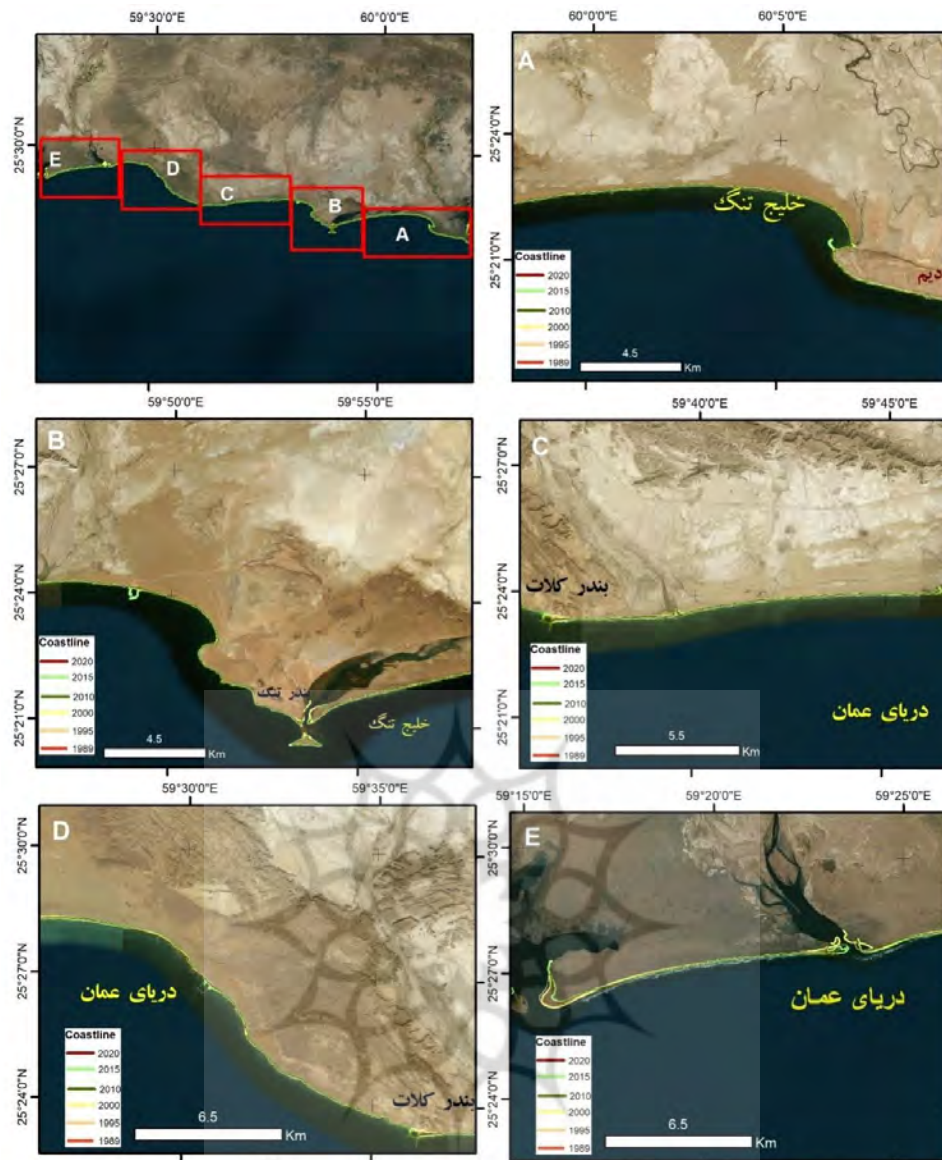 59°30'0"E 60°0'0"E
25°30'0"N
E
D
C
B
A
60°0'0"E 60°5'0"E
A
25°24'0"N
25°21'0"N
خلیج تنگ
دیم
Coastline
2020
2015
2010
2000
1995
1989
4.5
Km
59°50'0"E 59°55'0"E
B
25°27'0"N
25°24'0"N
25°21'0"N
بندر تنگ
خلیج تنگ
Coastline
2020
2015
2010
2000
1995
1989
4.5
Km
59°40'0"E 59°45'0"E
C
25°27'0"N
25°24'0"N
25°21'0"N
بندر کلات
دریای عمان
Coastline
2020
2015
2010
2000
1995
1989
5.5
Km
59°30'0"E 59°35'0"E
D
25°30'0"N
25°27'0"N
25°24'0"N
دریای عمان
بندر کلات
Coastline
2020
2015
2010
2000
1995
1989
6.5
Km
59°15'0"E 59°20'0"E 59°25'0"E
E
25°30'0"N
25°27'0"N
25°24'0"N
دریای عمـان
Coastline
2020
2015
2010
2000
1995
1989
6.5
Km